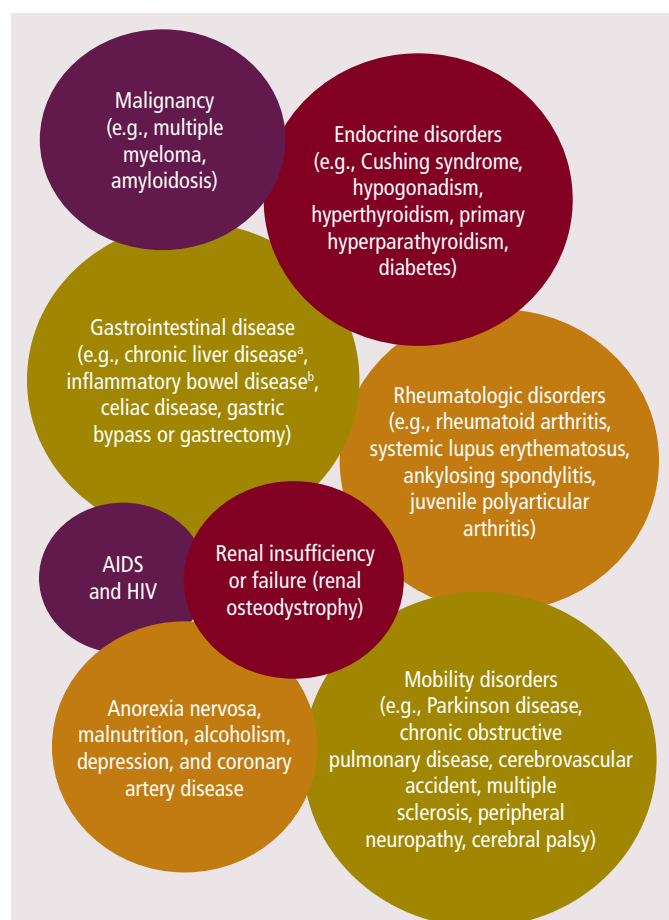 Malignancy
(e.g., multiple
myeloma,
amyloidosis)
Endocrine disorders
(e.g., Cushing syndrome,
hypogonadism,
hyperthyroidism, primary
hyperparathyroidism,
diabetes)
Gastrointestinal disease
(e.g., chronic liver diseaseᵃ,
inflammatory bowel diseaseᵇ,
celiac disease, gastric
bypass or gastrectomy)
Rheumatologic disorders
(e.g., rheumatoid arthritis,
systemic lupus erythematosus,
ankylosing spondylitis,
juvenile polyarticular
arthritis)
AIDS
and HIV
Renal insufficiency
or failure (renal
osteodystrophy)
Anorexia nervosa,
malnutrition, alcoholism,
depression, and coronary
artery disease
Mobility disorders
(e.g., Parkinson disease,
chronic obstructive
pulmonary disease, cerebrovascular
accident, multiple
sclerosis, peripheral
neuropathy, cerebral palsy)